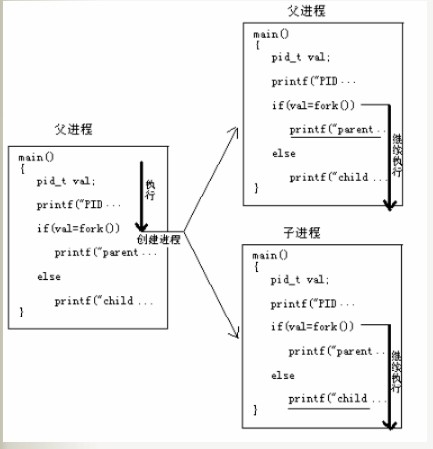 父进程
main()
{
pid_t val;
printf("PID ...
if(val=fork())
printf("parent ...
else
printf("child ...
}
执行
创建进程
父进程
main()
{
pid_t val;
printf("PID ...
if(val=fork())
printf("parent ...
else
printf("child ...
}
继续执行
子进程
main()
{
pid_t val;
printf("PID ...
if(val=fork())
printf("parent ...
else
printf("child ...
}
继续执行